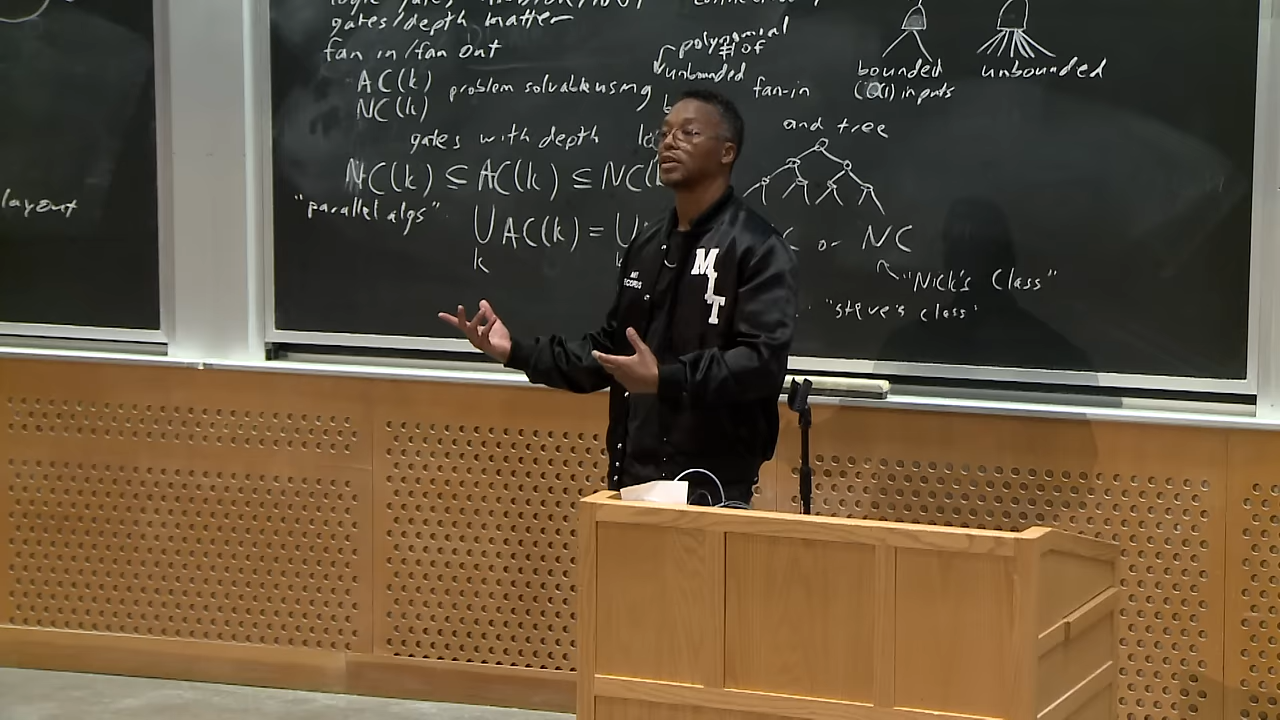 layout
gates/depth matter
fan in/fan out
AC(k)
NC(k)
problem solvable using
polynomial
# of
unbounded
fan-in
gates with depth
NC(k) ⊆ AC(k) ⊆ NC(k
"parallel algs"
U AC(k) = U
k
or NC
"Nick's Class"
"Steve's class"
bounded
(O(1) inputs
unbounded
and tree
MIT